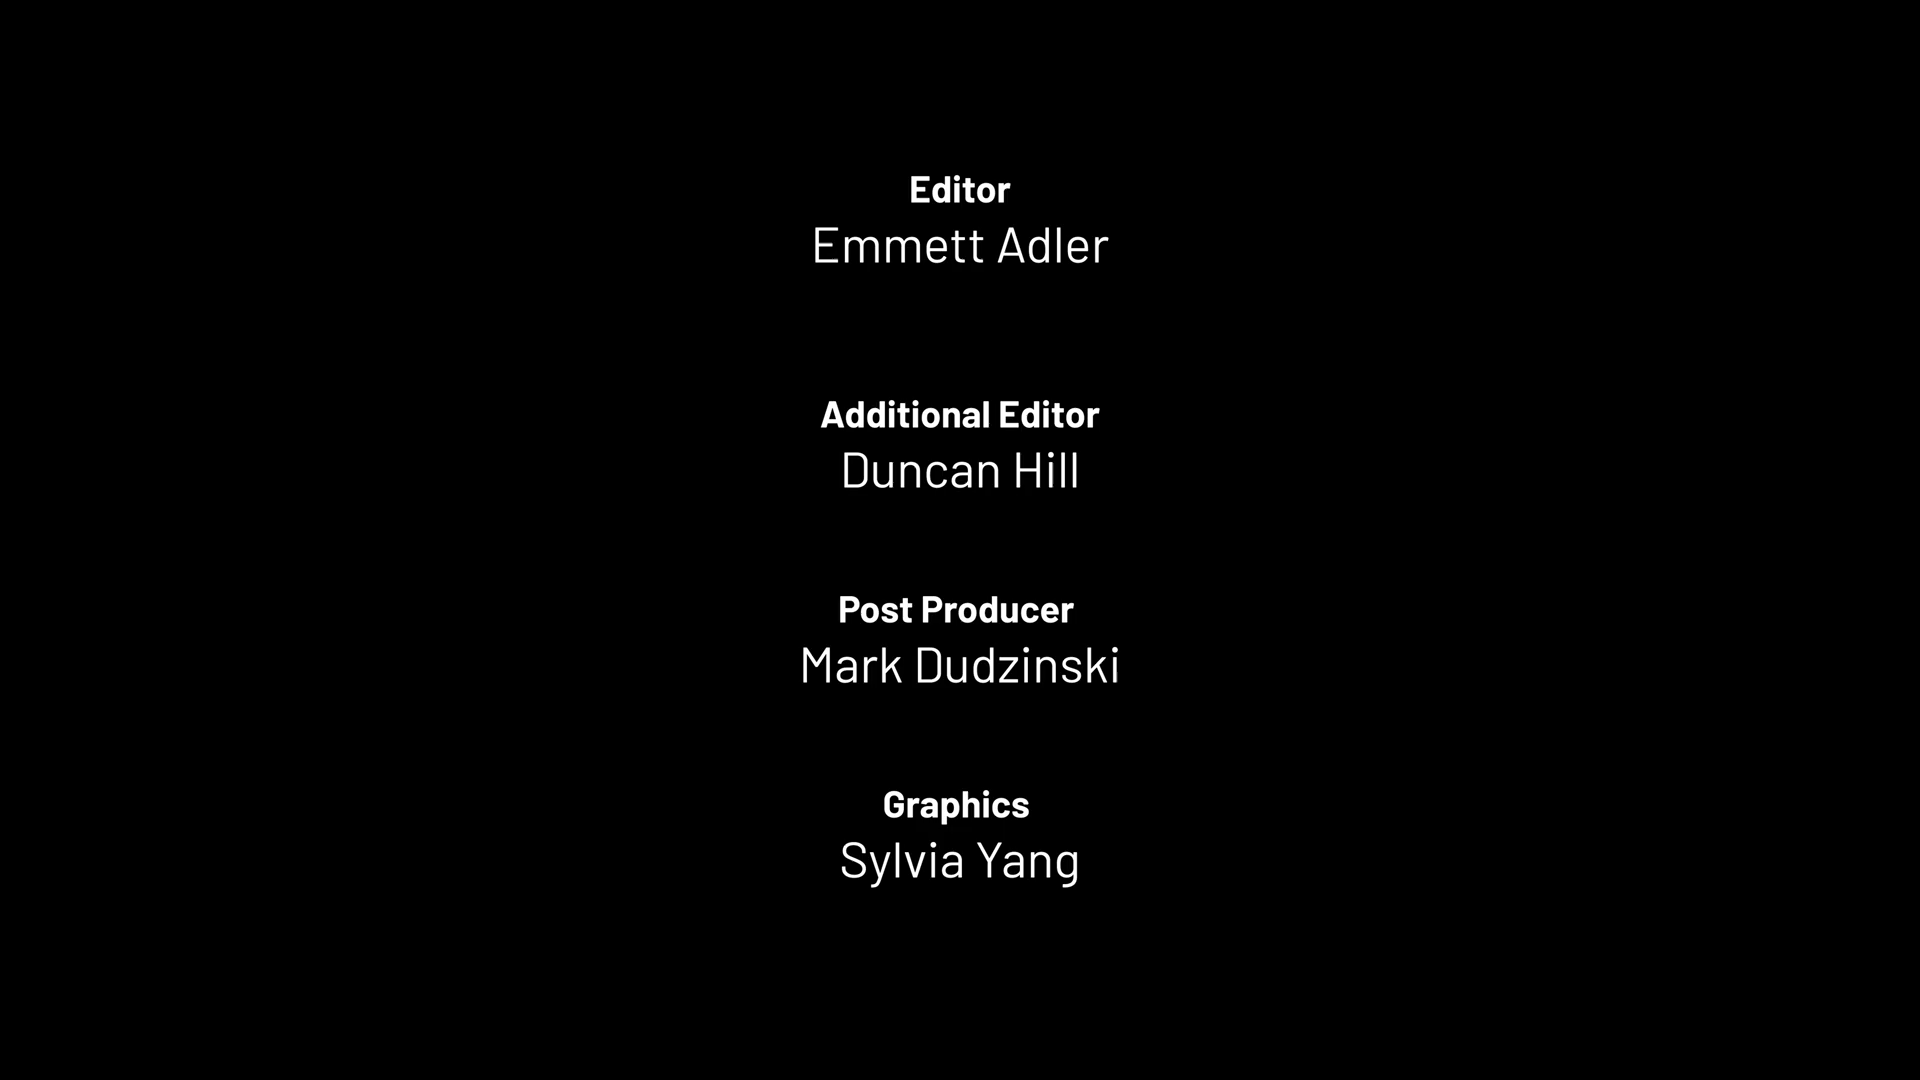 Editor
Emmett Adler
Additional Editor
Duncan Hill
Post Producer
Mark Dudzinski
Graphics
Sylvia Yang